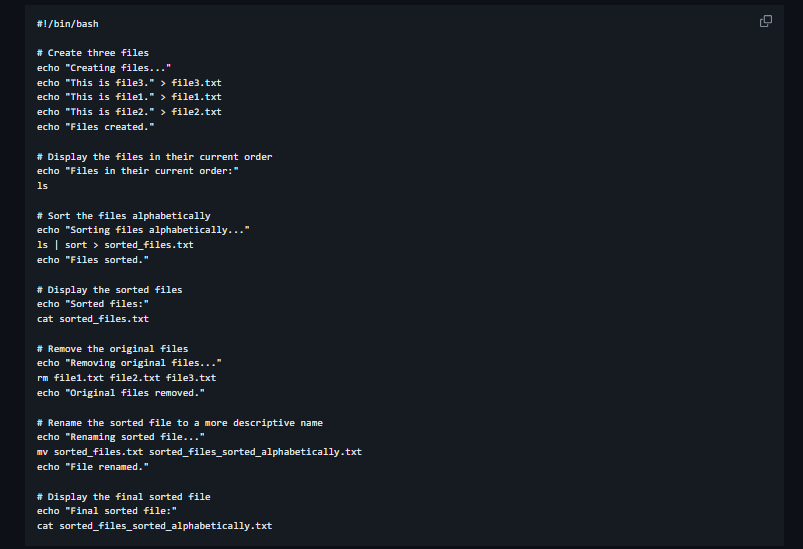 #!/bin/bash

# Create three files
echo "Creating files..."
echo "This is file3." > file3.txt
echo "This is file1." > file1.txt
echo "This is file2." > file2.txt
echo "Files created."

# Display the files in their current order
echo "Files in their current order:"
ls

# Sort the files alphabetically
echo "Sorting files alphabetically..."
ls | sort > sorted_files.txt
echo "Files sorted."

# Display the sorted files
echo "Sorted files:"
cat sorted_files.txt

# Remove the original files
echo "Removing original files..."
rm file1.txt file2.txt file3.txt
echo "Original files removed."

# Rename the sorted file to a more descriptive name
echo "Renaming sorted file..."
mv sorted_files.txt sorted_files_sorted_alphabetically.txt
echo "File renamed."

# Display the final sorted file
echo "Final sorted file:"
cat sorted_files_sorted_alphabetically.txt